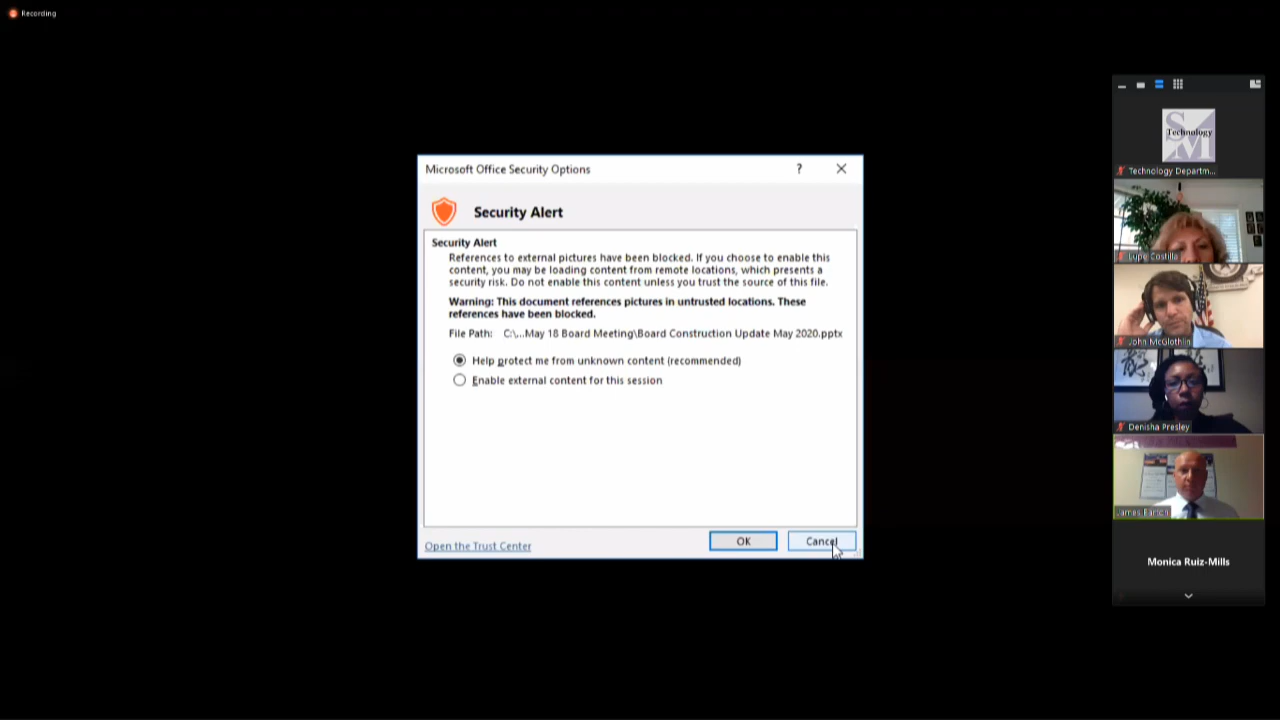 Recording
Microsoft Office Security Options
?
Security Alert
Security Alert
References to external pictures have been blocked. If you choose to enable this
content, you may be loading content from remote locations, which presents a
security risk. Do not enable this content unless you trust the source of this file.
Warning: This document references pictures in untrusted locations. These
references have been blocked.
File Path: C:\...May 18 Board Meeting\Board Construction Update May 2020.pptx
Help protect me from unknown content (recommended)
Enable external content for this session
Open the Trust Center
OK
Cancel
S Technology M
Technology Departm...
Lupe Costilla
John McGlothlin
Denisha Presley
James
Monica Ruiz-Mills